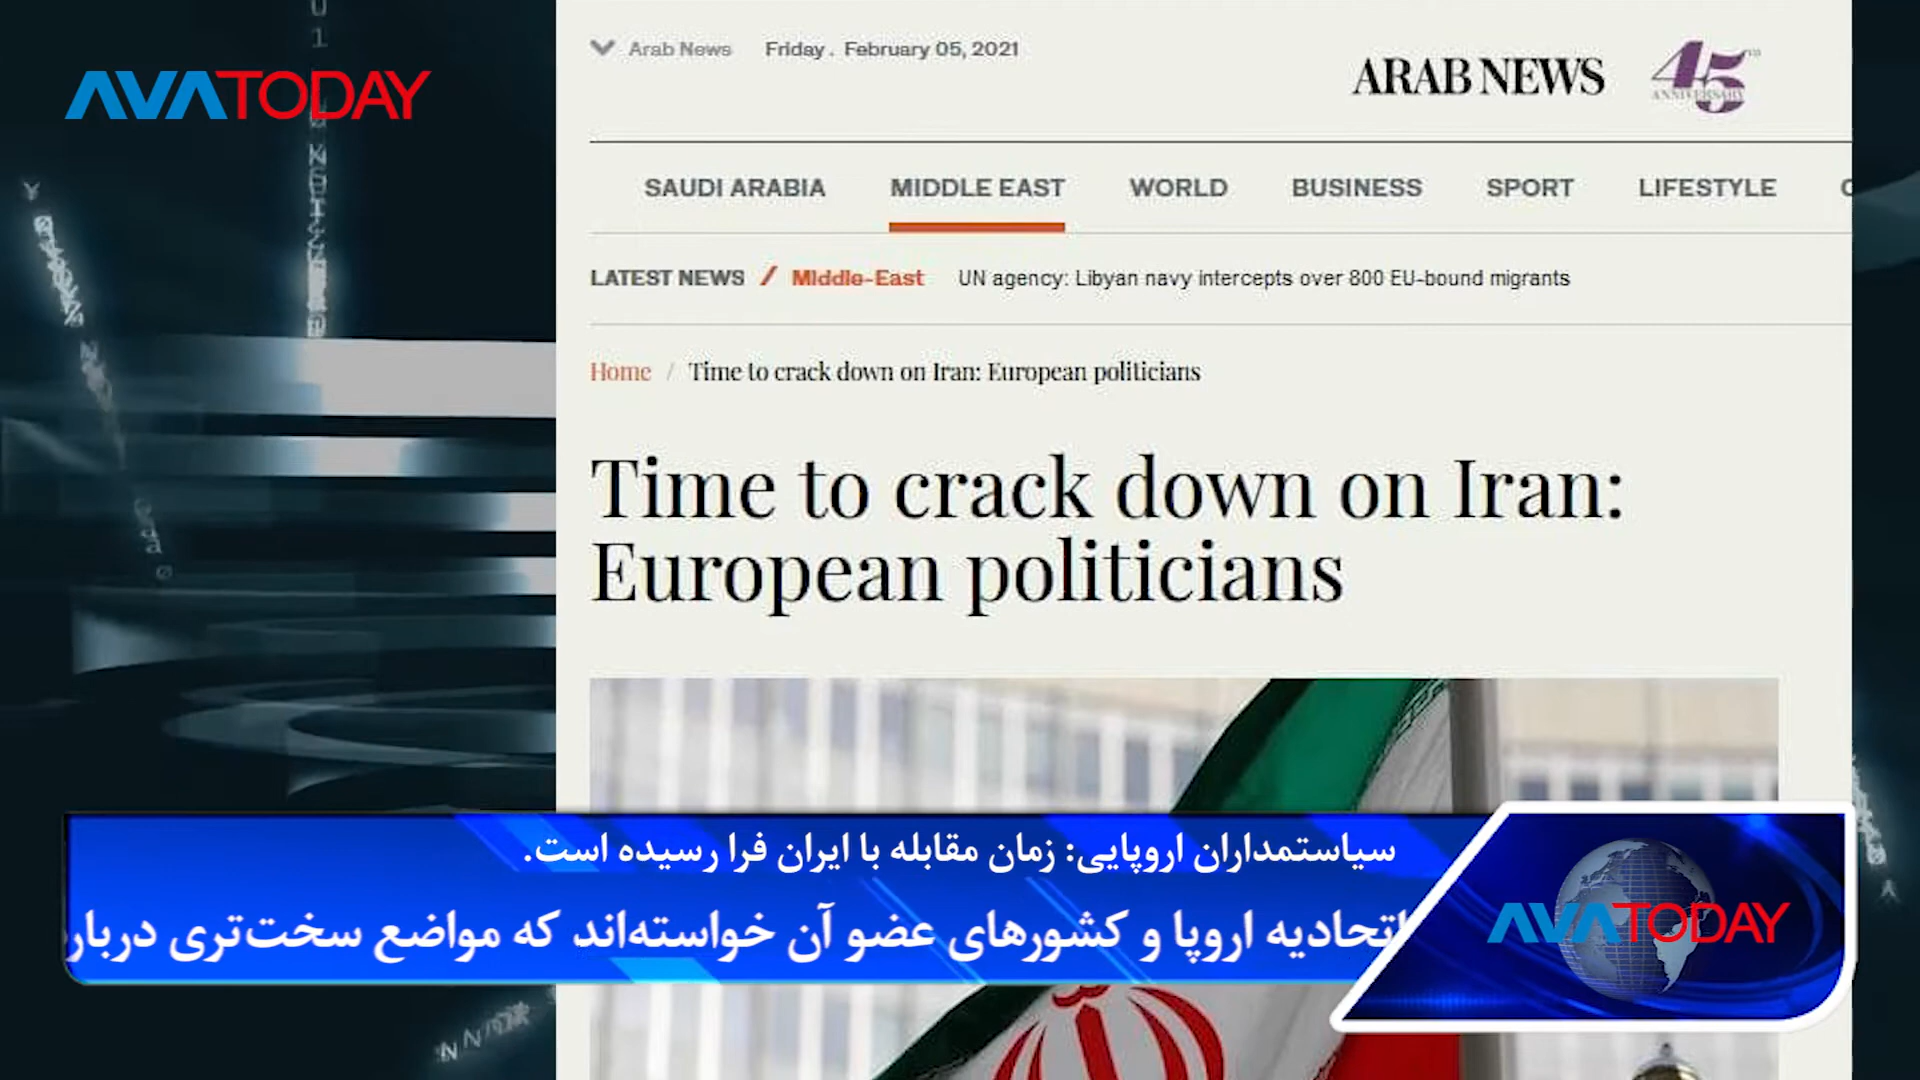 AVATODAY
Arab News Friday . February 05, 2021
ARAB NEWS 45TH ANNIVERSARY
SAUDI ARABIA MIDDLE EAST WORLD BUSINESS SPORT LIFESTYLE
LATEST NEWS / Middle-East UN agency: Libyan navy intercepts over 800 EU-bound migrants
Home / Time to crack down on Iran: European politicians
Time to crack down on Iran:
European politicians
سیاستمداران اروپایی: زمان مقابله با ایران فرا رسیده است.
اتحادیه اروپا و کشورهای عضو آن خواسته‌اند که مواضع سخت‌تری دربار
AVATODAY